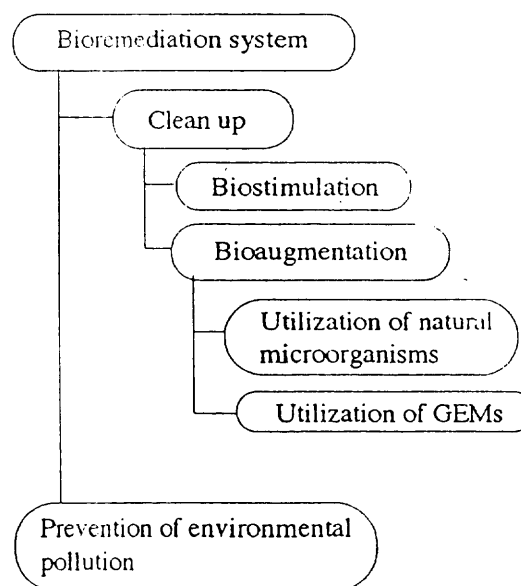 Bioremediation system
Clean up
Biostimulation
Bioaugmentation
Utilization of natural
microorganisms
Utilization of GEMs
Prevention of environmental
pollution